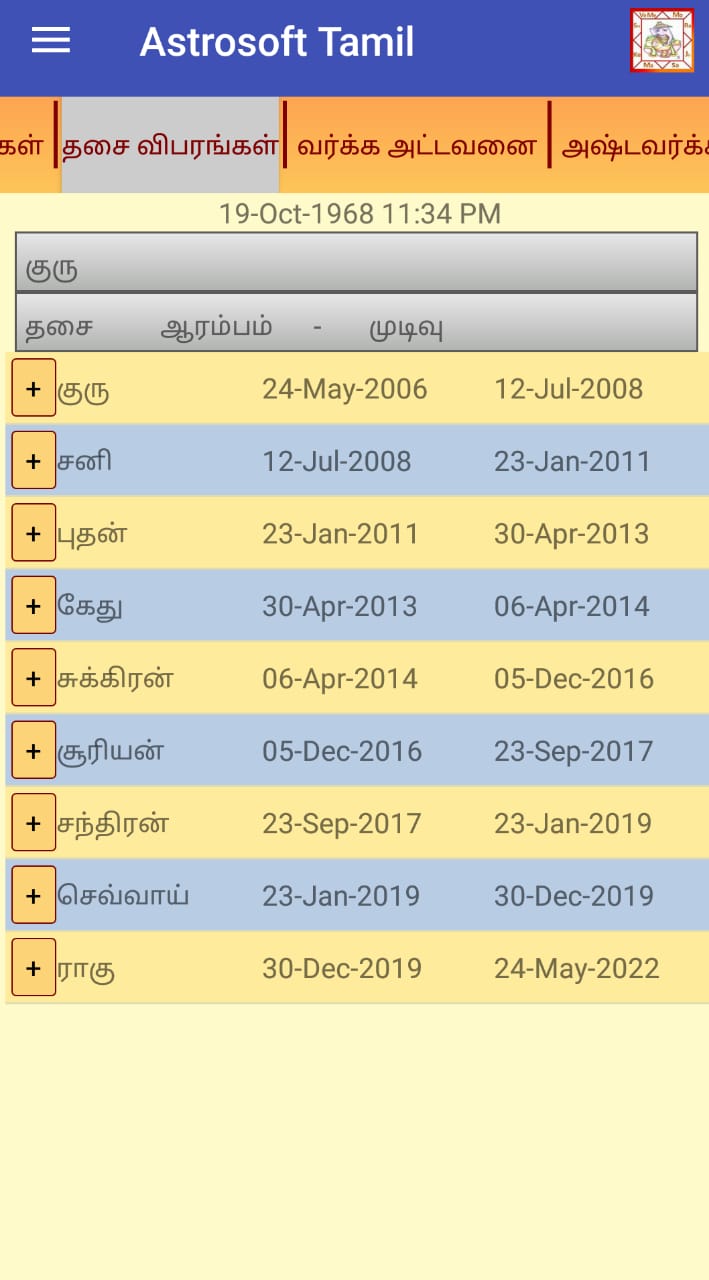 Astrosoft Tamil
கள் தசை விபரங்கள் வர்க்க அட்டவனை அஷ்டவர்க்
19-Oct-1968 11:34 PM
குரு
தசை ஆரம்பம் - முடிவு
+ குரு 24-May-2006 12-Jul-2008
+ சனி 12-Jul-2008 23-Jan-2011
+ புதன் 23-Jan-2011 30-Apr-2013
+ கேது 30-Apr-2013 06-Apr-2014
+ சுக்கிரன் 06-Apr-2014 05-Dec-2016
+ சூரியன் 05-Dec-2016 23-Sep-2017
+ சந்திரன் 23-Sep-2017 23-Jan-2019
+ செவ்வாய் 23-Jan-2019 30-Dec-2019
+ ராகு 30-Dec-2019 24-May-2022